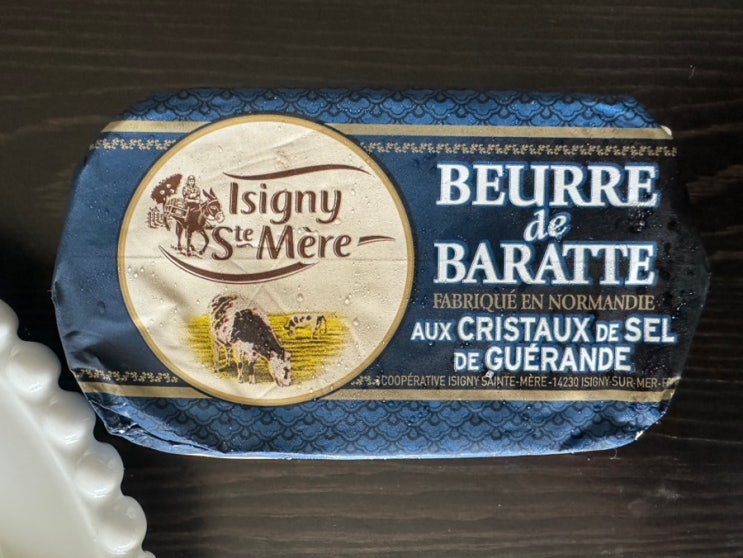 Isigny
Ste Mère
BEURRE
de
BARATTE
FABRIQUÉ EN NORMANDIE
AUX CRISTAUX DE SEL
DE GUÉRANDE
COOPÉRATIVE ISIGNY SAINTE-MÈRE-14230 ISIGNY-SUR-MER-F